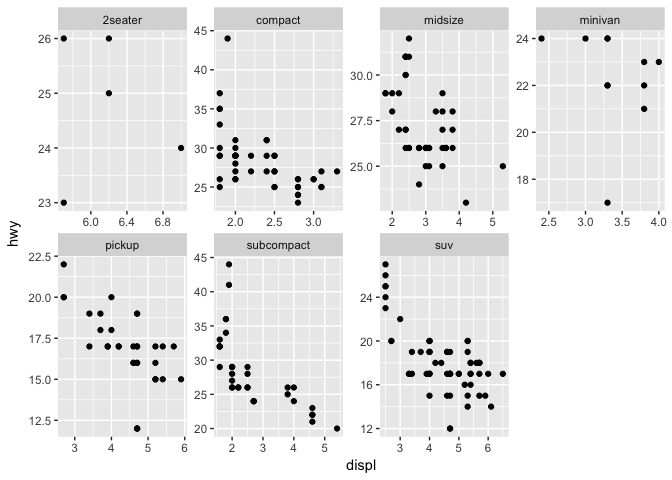 2seater compact midsize minivan
26 25 24 23
45 40 35 30 25
30.0 27.5 25.0
24 22 20 18
6.0 6.4 6.8
2.0 2.5 3.0
2 3 4 5
2.5 3.0 3.5 4.0
hwy
pickup subcompact suv
22.5 20.0 17.5 15.0 12.5
45 40 35 30 25 20
24 20 16 12
3 4 5 6
2 3 4 5
3 4 5 6
displ